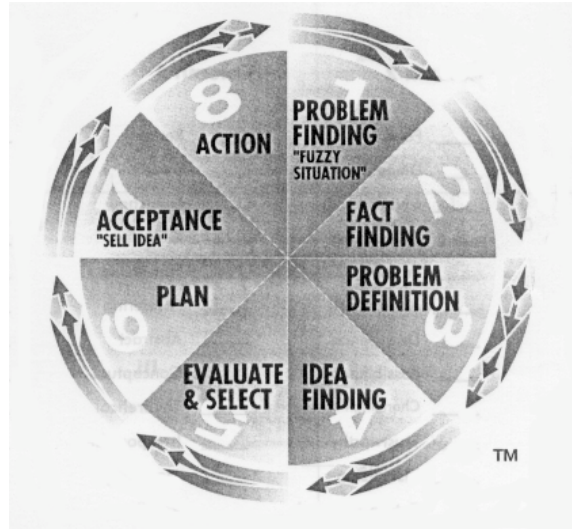 1
PROBLEM
FINDING
"FUZZY
SITUATION"
2
FACT
FINDING
PROBLEM
DEFINITION
3
IDEA
FINDING
4
EVALUATE
& SELECT
5
PLAN
6
ACCEPTANCE
"SELL IDEA"
7
ACTION
8
TM